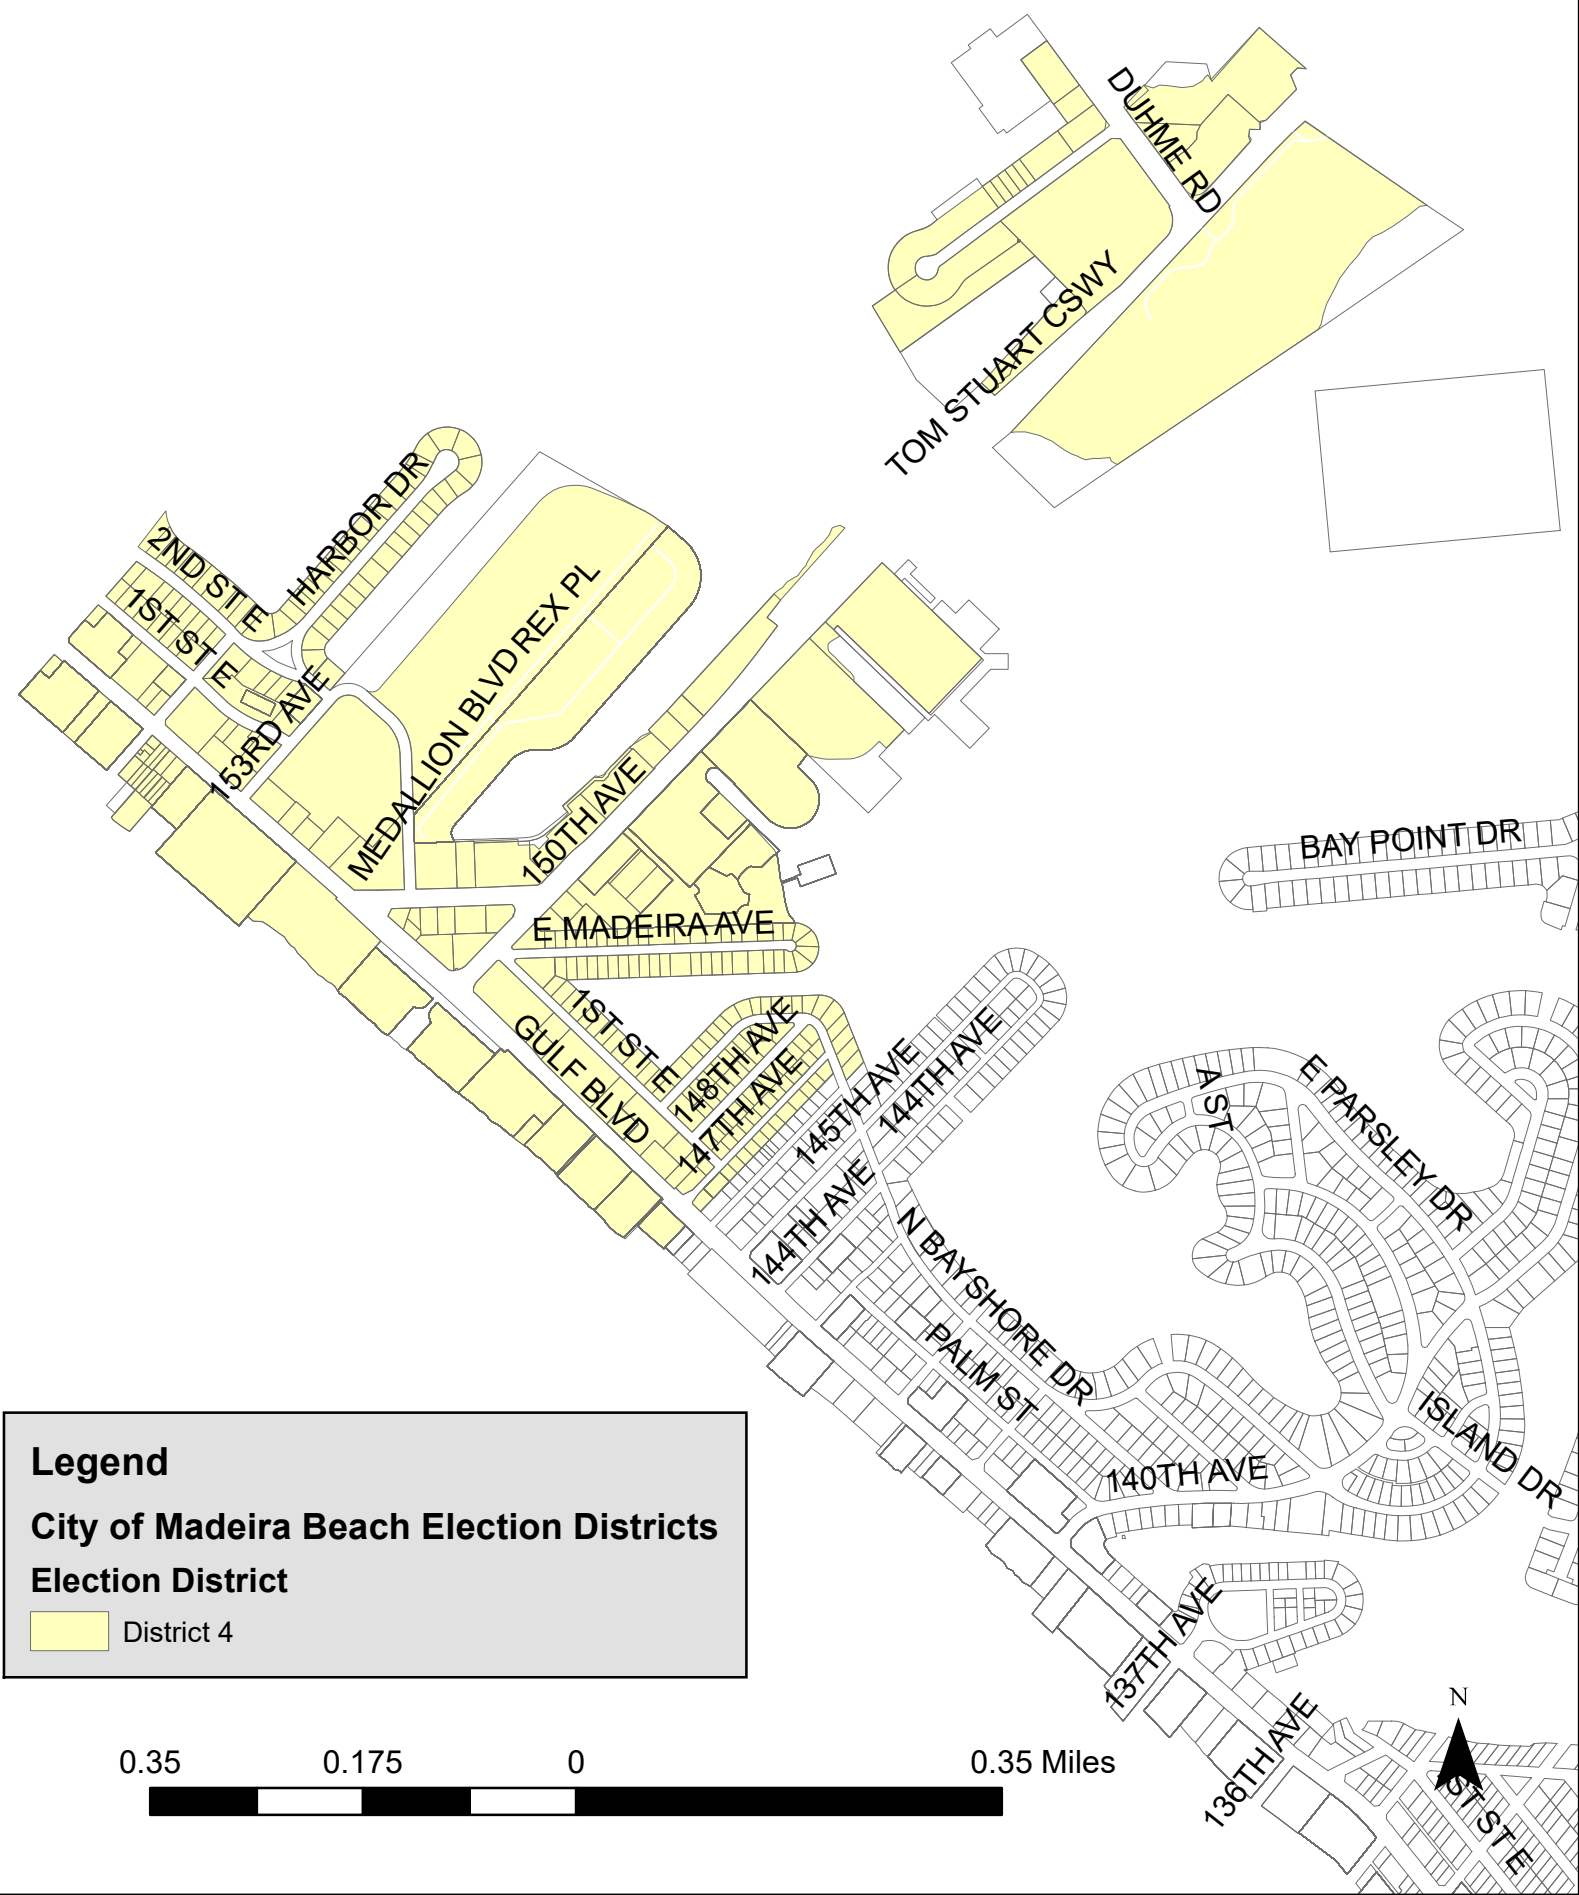 DUHME RD
TOM STUART CSWY
HARBOR DR
2ND ST E
1ST ST E
153RD AVE
MEDALLION BLVD
REX PL
150TH AVE
E MADEIRA AVE
1ST ST E
GULF BLVD
148TH AVE
147TH AVE
145TH AVE
144TH AVE
144TH AVE
BAY POINT DR
A ST
E PARSLEY DR
N BAYSHORE DR
PALM ST
ISLAND DR
140TH AVE
137TH AVE
136TH AVE
N
ST ST E
Legend
City of Madeira Beach Election Districts
Election District
District 4
0.35 0.175 0 0.35 Miles